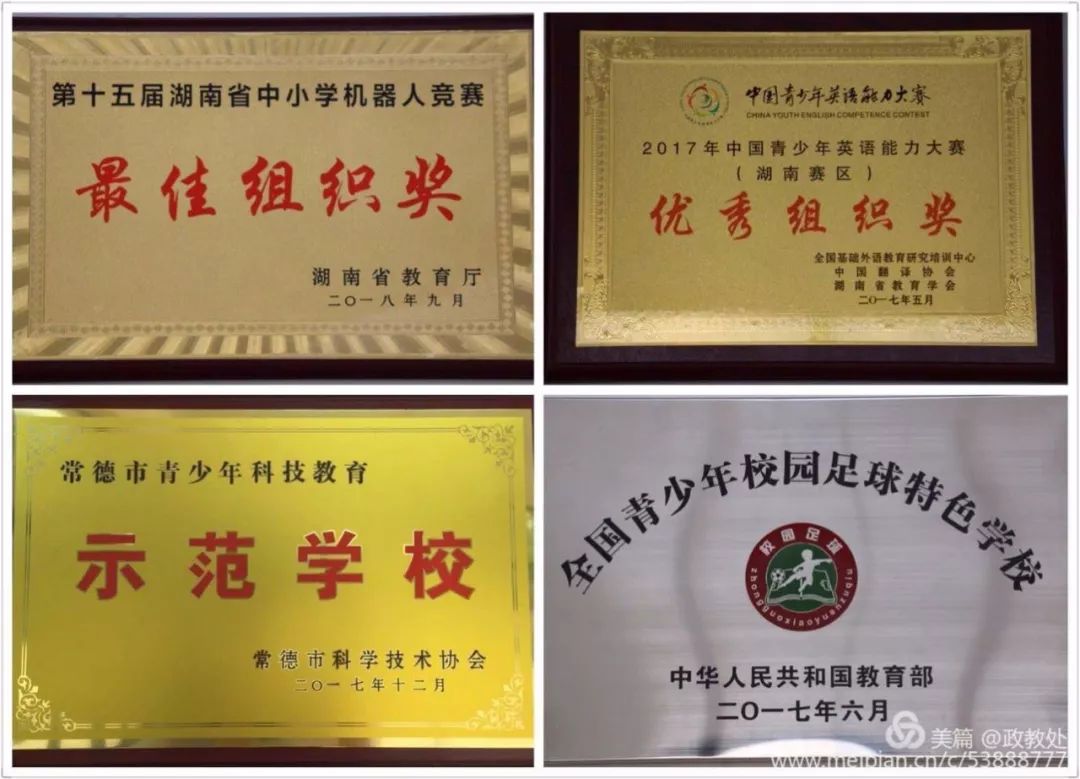 第十五届湖南省中小学机器人竞赛
最佳组织奖
湖南省教育厅
二〇一八年九月
中国青少年英语能力大赛
CHINA YOUTH ENGLISH COMPETENCE CONTEST
2017年中国青少年英语能力大赛
(湖南赛区)
优秀组织奖
全国基础外语教育研究培训中心
中国翻译协会
湖南省教育学会
二〇一七年五月
常德市青少年科技教育
示范学校
常德市科学技术协会
二〇一七年十二月
全国青少年校园足球特色学校
校园足球
zhongguoxiaoyuanzuqiu
中华人民共和国教育部
二〇一七年六月
美篇 @政教处
www.meipian.cn/c/53888777